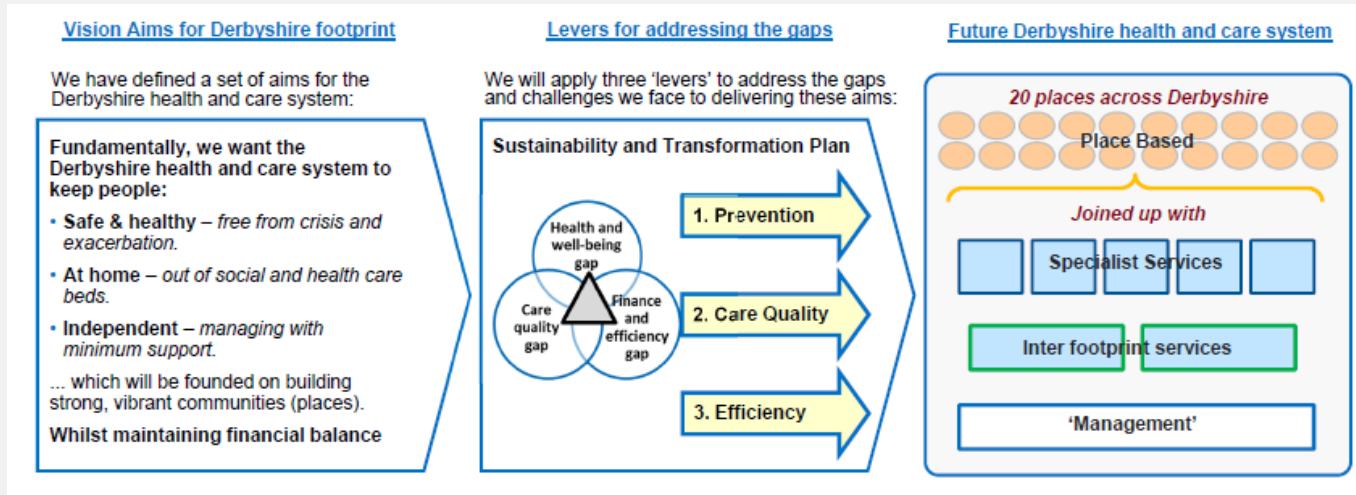 Vision Aims for Derbyshire footprint
We have defined a set of aims for the
Derbyshire health and care system:
Fundamentally, we want the
Derbyshire health and care system to
keep people:
• Safe & healthy – free from crisis and
exacerbation.
• At home – out of social and health care
beds.
• Independent – managing with
minimum support.
... which will be founded on building
strong, vibrant communities (places).
Whilst maintaining financial balance
Levers for addressing the gaps
We will apply three ‘levers’ to address the gaps
and challenges we face to delivering these aims:
Sustainability and Transformation Plan
Health and
well-being
gap
Care
quality
gap
Finance
and
efficiency
gap
1. Prevention
2. Care Quality
3. Efficiency
Future Derbyshire health and care system
20 places across Derbyshire
Place Based
Joined up with
Specialist Services
Inter footprint services
‘Management’